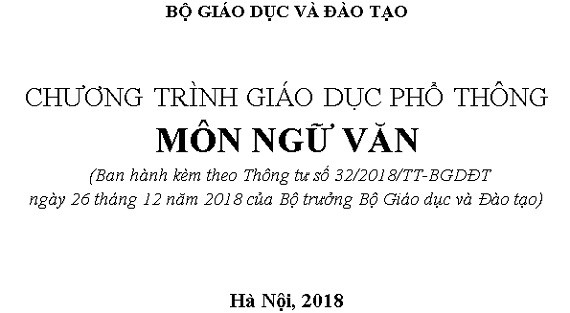 BỘ GIÁO DỤC VÀ ĐÀO TẠO
CHƯƠNG TRÌNH GIÁO DỤC PHỔ THÔNG
MÔN NGỮ VĂN
(Ban hành kèm theo Thông tư số 32/2018/TT-BGDĐT
ngày 26 tháng 12 năm 2018 của Bộ trưởng Bộ Giáo dục và Đào tạo)
Hà Nội, 2018